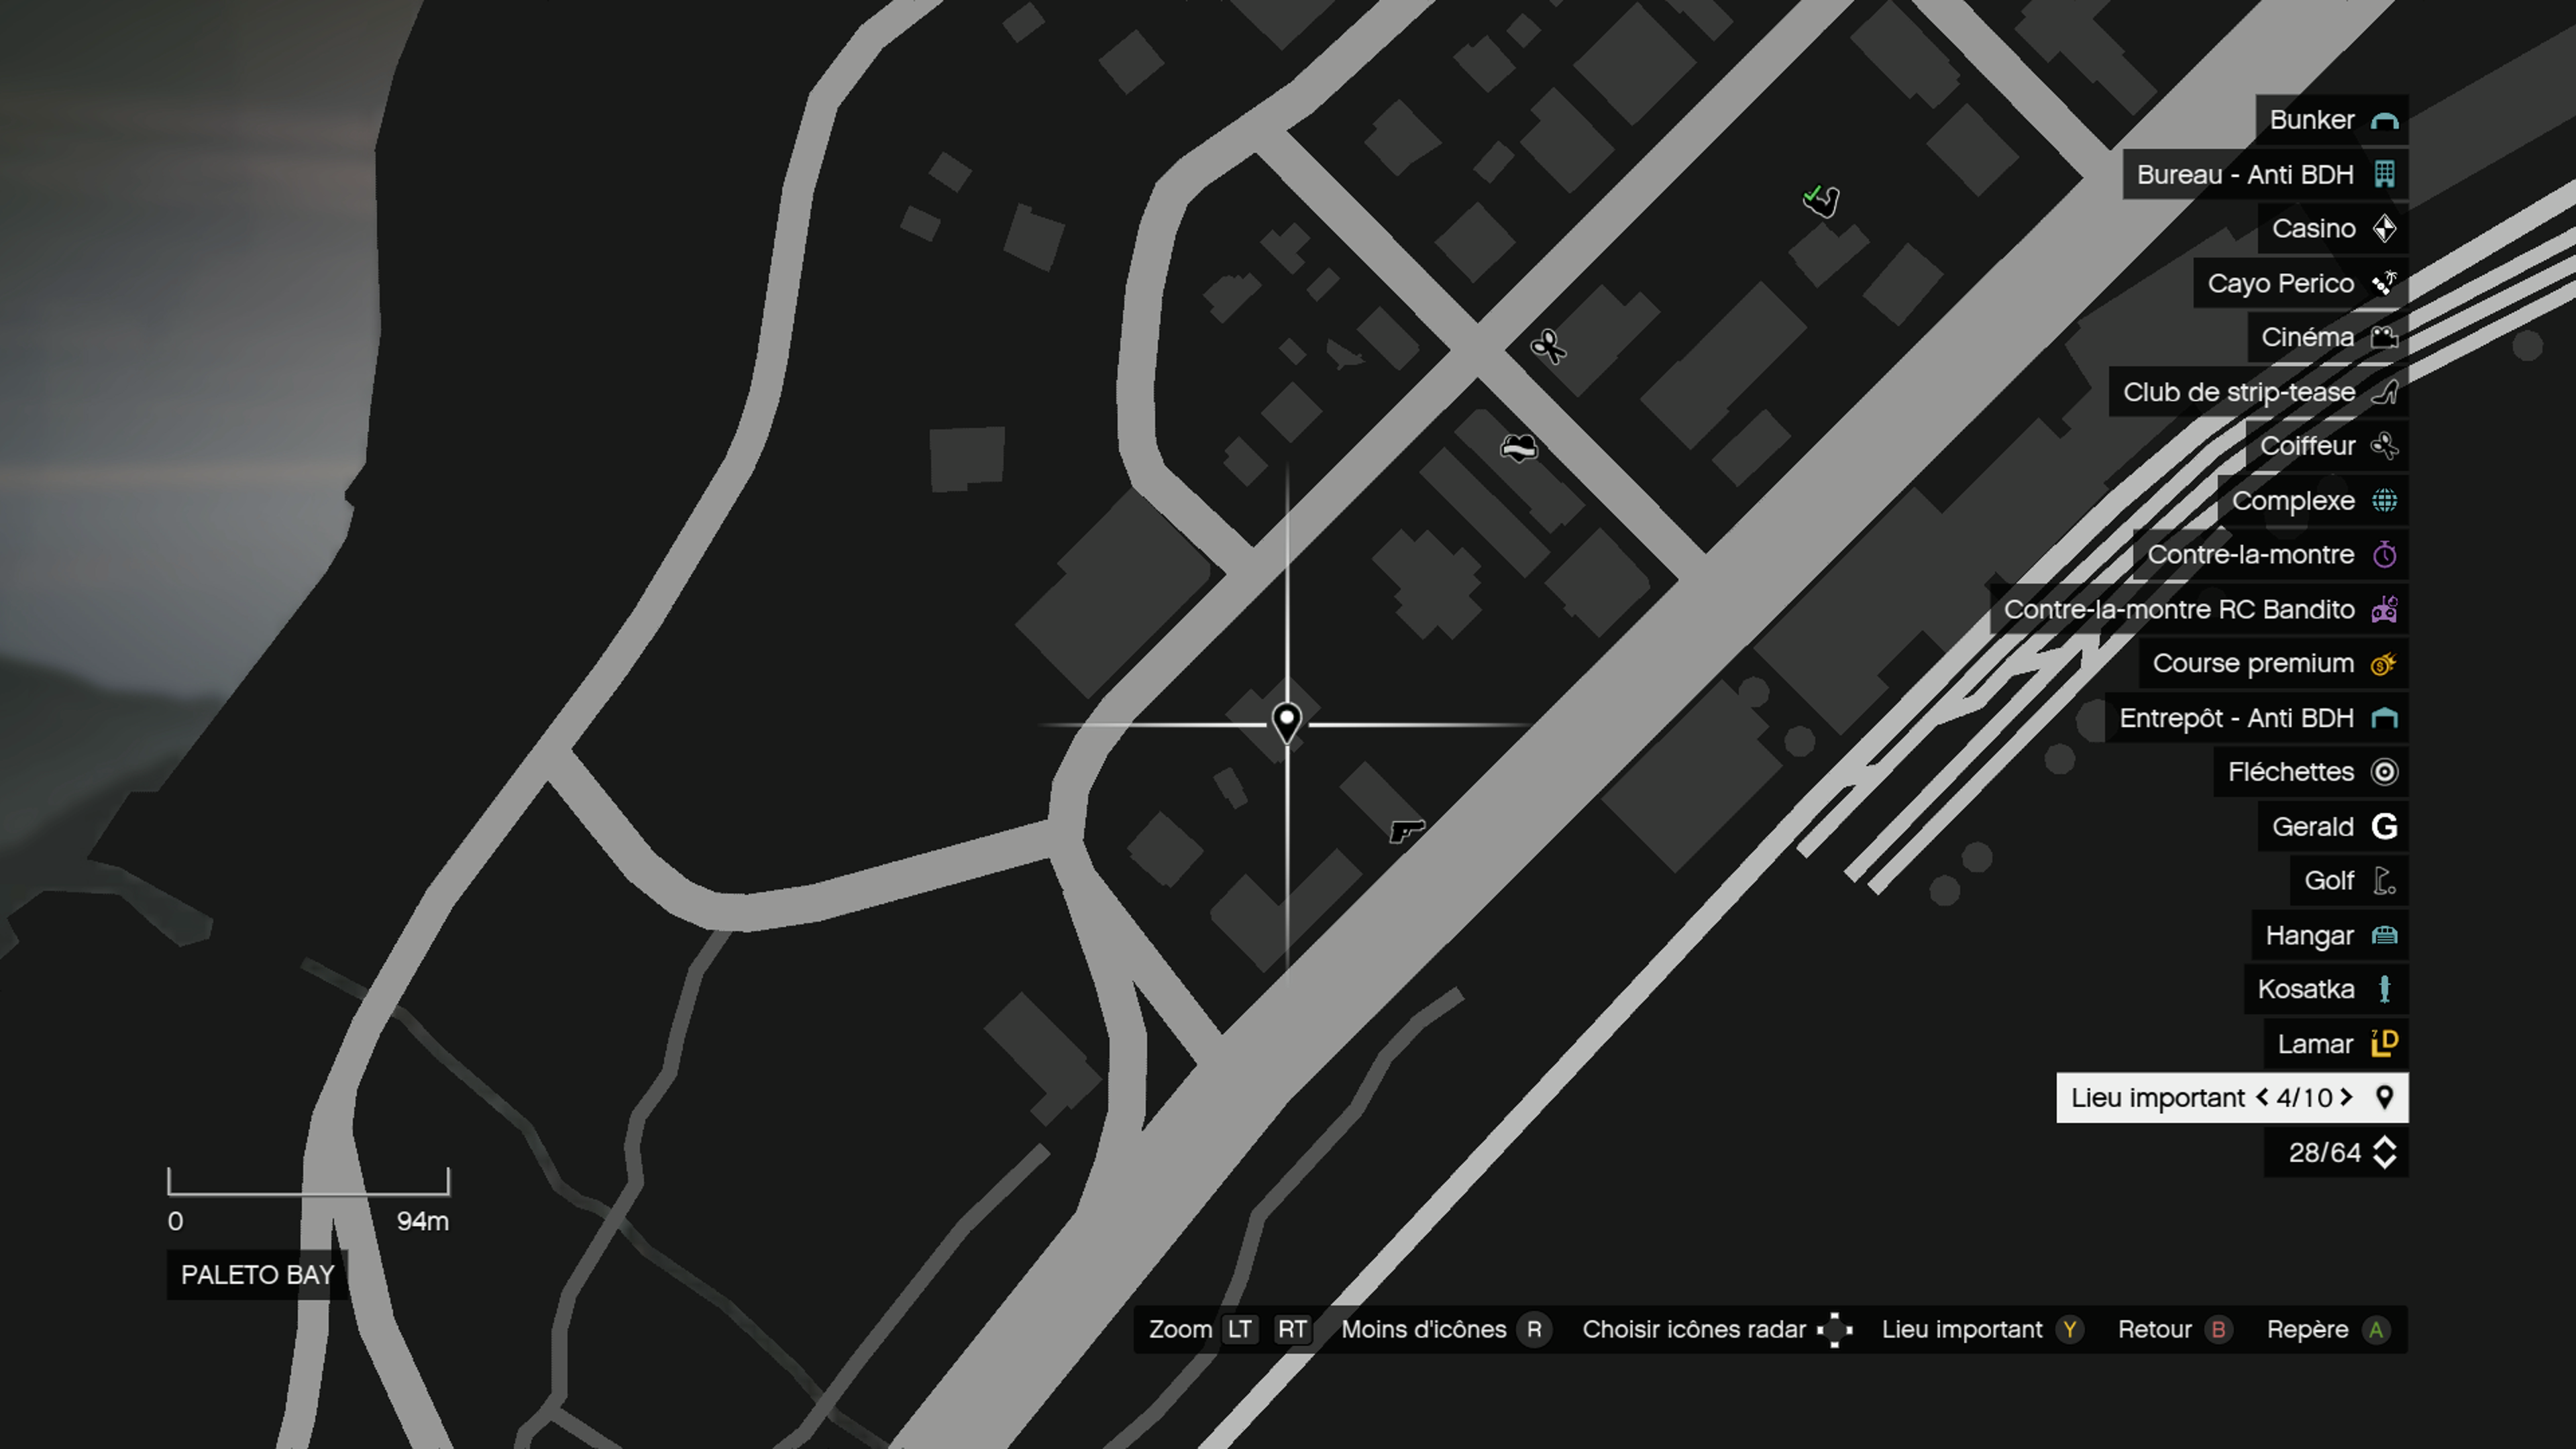 Bunker
Bureau - Anti BDH
Casino
Cayo Perico
Cinéma
Club de strip-tease
Coiffeur
Complexe
Contre-la-montre
Contre-la-montre RC Bandito
Course premium
Entrepôt - Anti BDH
Fléchettes
Gerald G
Golf
Hangar
Kosatka
Lamar LD
Lieu important < 4/10 >
28/64
0 94m
PALETO BAY
Zoom LT RT Moins d'icônes R Choisir icônes radar Lieu important Y Retour B Repère A